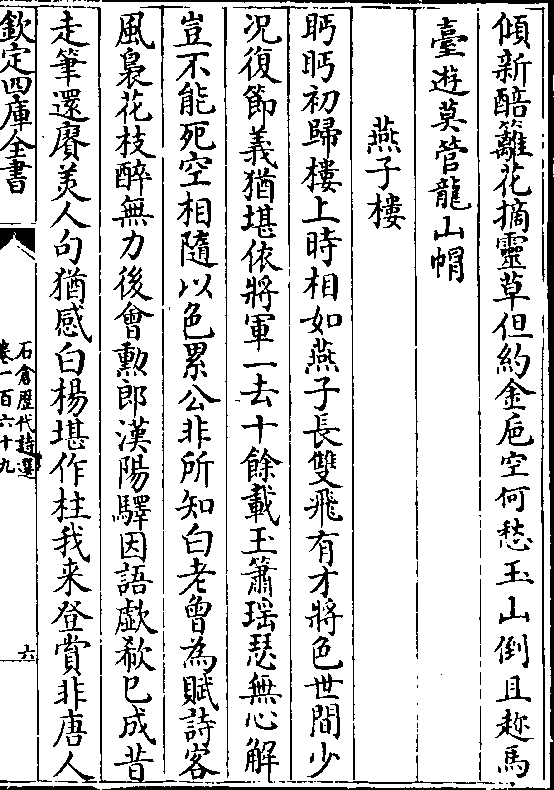 傾新醅籬花摘靈草但約金巵空何愁玉山倒且趂馬
臺遊莫管龍山帽
燕子樓
眄眄初歸樓上時相如燕子長雙飛有才將色世間少
况復節義猶堪依將軍一去十餘載玉簫瑶瑟無心解
豈不能死空相隨以色累公非所知白老曾為賦詩客
風裊花枝醉無力後會勲郎漢陽驛因語歔欷已成昔
走筆還賡美人句猶感白楊堪作柱我来登賞非唐人
欽定四庫全書
石倉歴代詩選
卷一百六十九
六